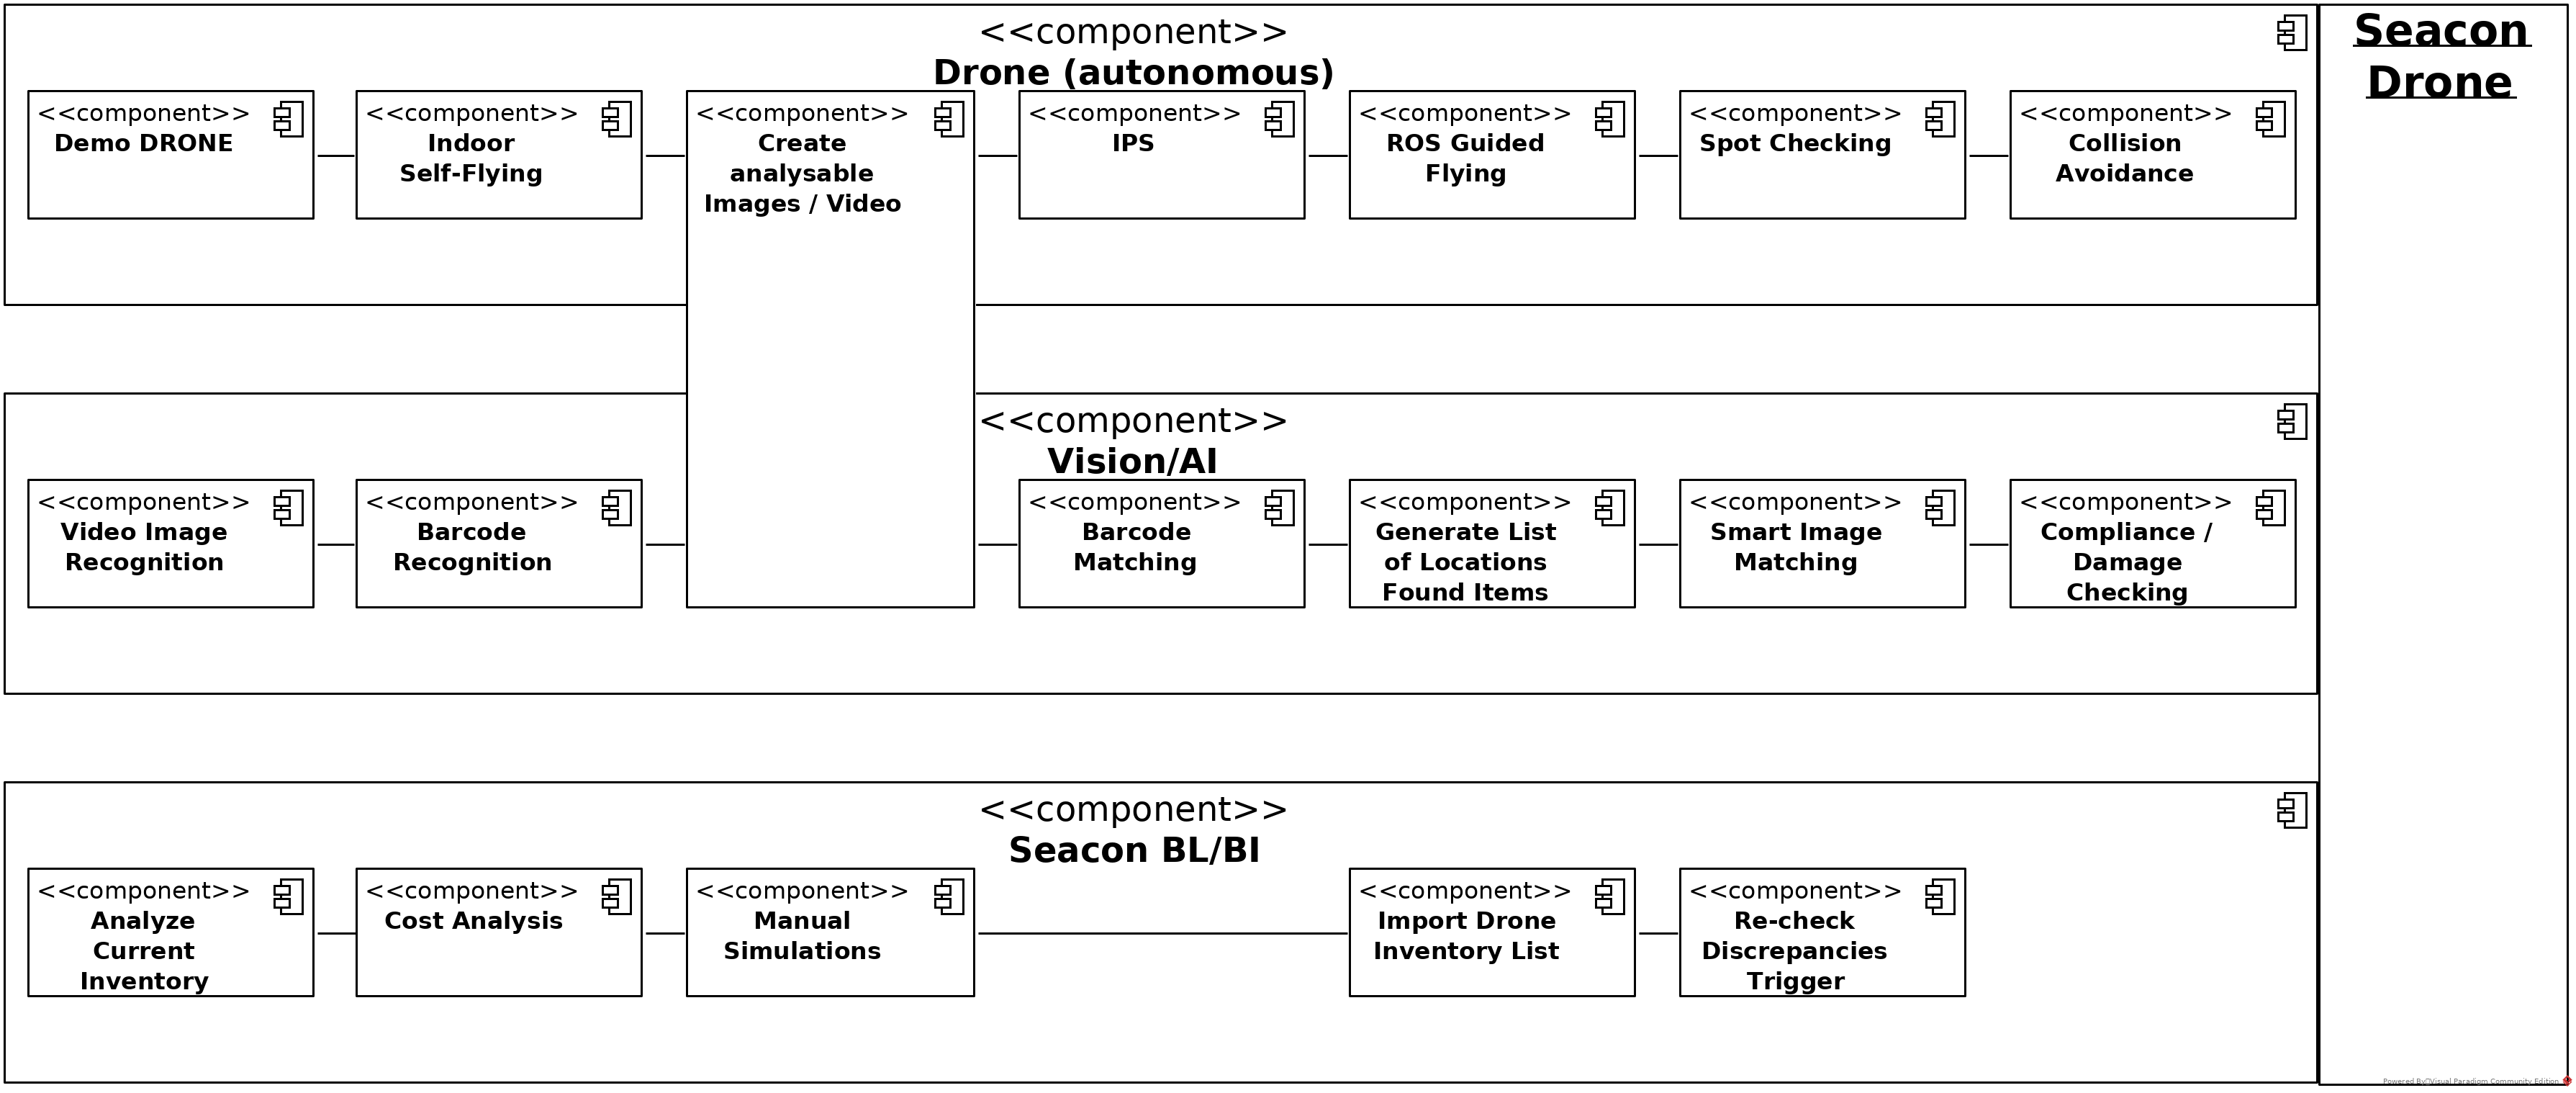 <<component>>
Drone (autonomous)
Seacon
Drone
<<component>>
Demo DRONE
<<component>>
Indoor
Self-Flying
<<component>>
Create
analysable
Images / Video
<<component>>
IPS
<<component>>
ROS Guided
Flying
<<component>>
Spot Checking
<<component>>
Collision
Avoidance
<<component>>
Vision/AI
<<component>>
Video Image
Recognition
<<component>>
Barcode
Recognition
<<component>>
Barcode
Matching
<<component>>
Generate List
of Locations
Found Items
<<component>>
Smart Image
Matching
<<component>>
Compliance /
Damage
Checking
<<component>>
Seacon BL/BI
<<component>>
Analyze
Current
Inventory
<<component>>
Cost Analysis
<<component>>
Manual
Simulations
<<component>>
Import Drone
Inventory List
<<component>>
Re-check
Discrepancies
Trigger
Powered By Visual Paradigm Community Edition